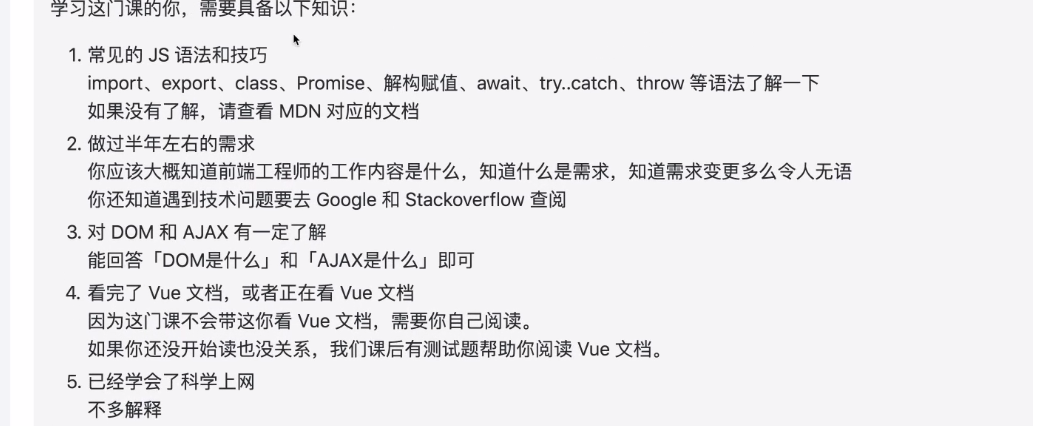 学习这门课的你，需要具备以下知识：
1. 常见的 JS 语法和技巧
import、export、class、Promise、解构赋值、await、try..catch、throw 等语法了解一下
如果没有了解，请查看 MDN 对应的文档
2. 做过半年左右的需求
你应该大概知道前端工程师的工作内容是什么，知道什么是需求，知道需求变更多么令人无语
你还知道遇到技术问题要去 Google 和 Stackoverflow 查阅
3. 对 DOM 和 AJAX 有一定了解
能回答「DOM是什么」和「AJAX是什么」即可
4. 看完了 Vue 文档，或者正在看 Vue 文档
因为这门课不会带这你看 Vue 文档，需要你自己阅读。
如果你还没开始读也没关系，我们课后有测试题帮助你阅读 Vue 文档。
5. 已经学会了科学上网
不多解释